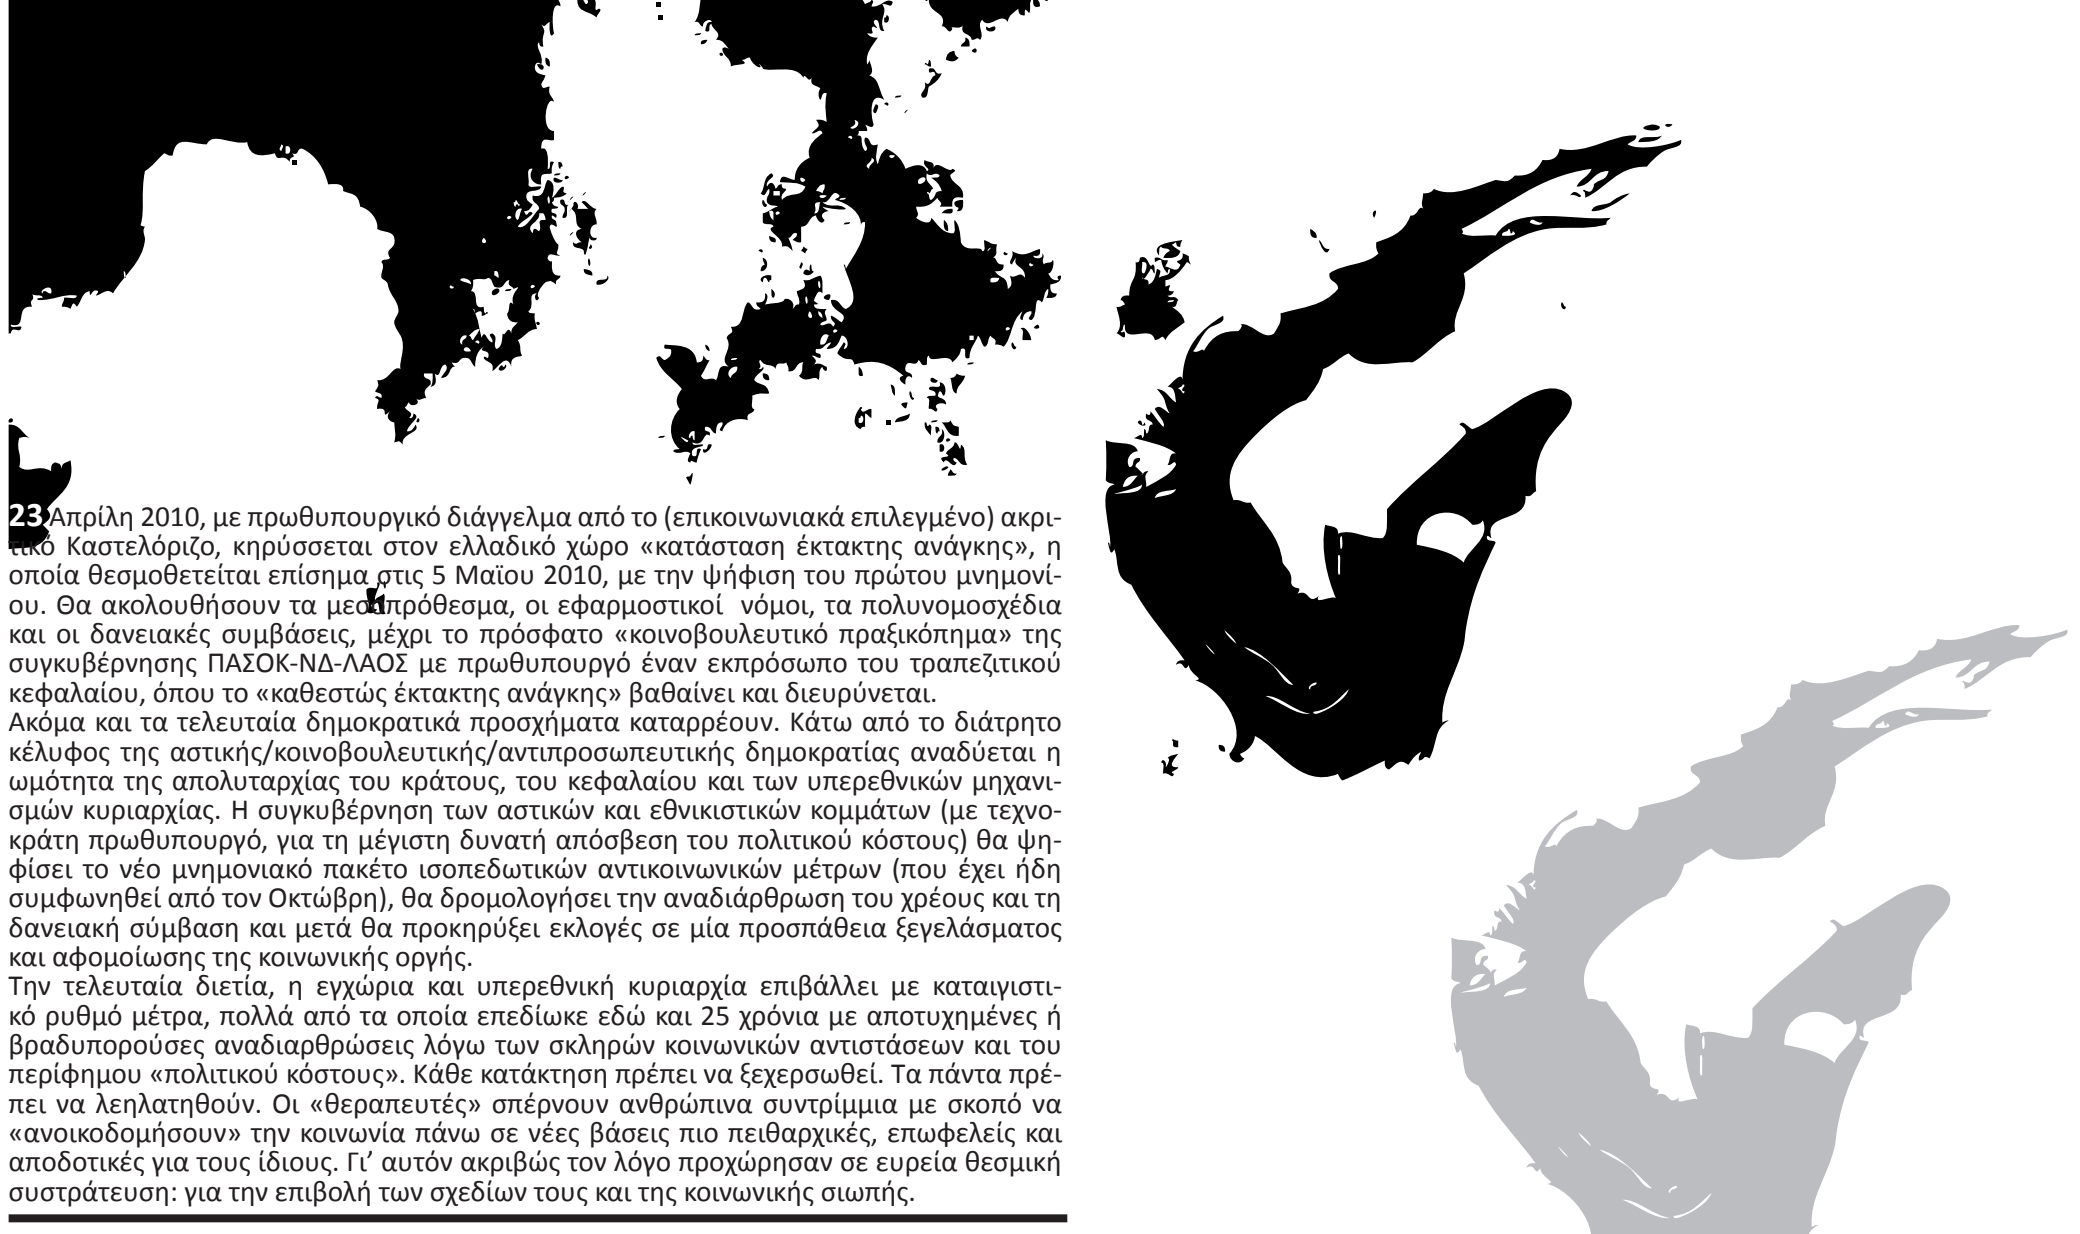 23 Απρίλη 2010, με πρωθυπουργικό διάγγελμα από το (επικοινωνιακά επιλεγμένο) ακρι-
τικό Καστελόριζο, κηρύσσεται στον ελλαδικό χώρο «κατάσταση έκτακτης ανάγκης», η
οποία θεσμοθετείται επίσημα στις 5 Μαϊου 2010, με την ψήφιση του πρώτου μνημονί-
ου. Θα ακολουθήσουν τα μεσοπρόθεσμα, οι εφαρμοστικοί  νόμοι, τα πολυνομοσχέδια
και οι δανειακές συμβάσεις, μέχρι το πρόσφατο «κοινοβουλευτικό πραξικόπημα» της
συγκυβέρνησης ΠΑΣΟΚ-ΝΔ-ΛΑΟΣ με πρωθυπουργό έναν εκπρόσωπο του τραπεζιτικού
κεφαλαίου, όπου το «καθεστώς έκτακτης ανάγκης» βαθαίνει και διευρύνεται.
Ακόμα και τα τελευταία δημοκρατικά προσχήματα καταρρέουν. Κάτω από το διάτρητο
κέλυφος της αστικής/κοινοβουλευτικής/αντιπροσωπευτικής δημοκρατίας αναδύεται η
ωμότητα της απολυταρχίας του κράτους, του κεφαλαίου και των υπερεθνικών μηχανι-
σμών κυριαρχίας. Η συγκυβέρνηση των αστικών και εθνικιστικών κομμάτων (με τεχνο-
κράτη πρωθυπουργό, για τη μέγιστη δυνατή απόσβεση του πολιτικού κόστους) θα ψη-
φίσει το νέο μνημονιακό πακέτο ισοπεδωτικών αντικοινωνικών μέτρων (που έχει ήδη
συμφωνηθεί από τον Οκτώβρη), θα δρομολογήσει την αναδιάρθρωση του χρέους και τη
δανειακή σύμβαση και μετά θα προκηρύξει εκλογές σε μία προσπάθεια ξεγελάσματος
και αφομοίωσης της κοινωνικής οργής.
Την τελευταία διετία, η εγχώρια και υπερεθνική κυριαρχία επιβάλλει με καταιγιστι-
κό ρυθμό μέτρα, πολλά από τα οποία επεδίωκε εδώ και 25 χρόνια με αποτυχημένες ή
βραδυπορούσες αναδιαρθρώσεις λόγω των σκληρών κοινωνικών αντιστάσεων και του
περίφημου «πολιτικού κόστους». Κάθε κατάκτηση πρέπει να ξεχερσωθεί. Τα πάντα πρέ-
πει να λεηλατηθούν. Οι «θεραπευτές» σπέρνουν ανθρώπινα συντρίμμια με σκοπό να
«ανοικοδομήσουν» την κοινωνία πάνω σε νέες βάσεις πιο πειθαρχικές, επωφελείς και
αποδοτικές για τους ίδιους. Γι’ αυτόν ακριβώς τον λόγο προχώρησαν σε ευρεία θεσμική
συστράτευση: για την επιβολή των σχεδίων τους και της κοινωνικής σιωπής.